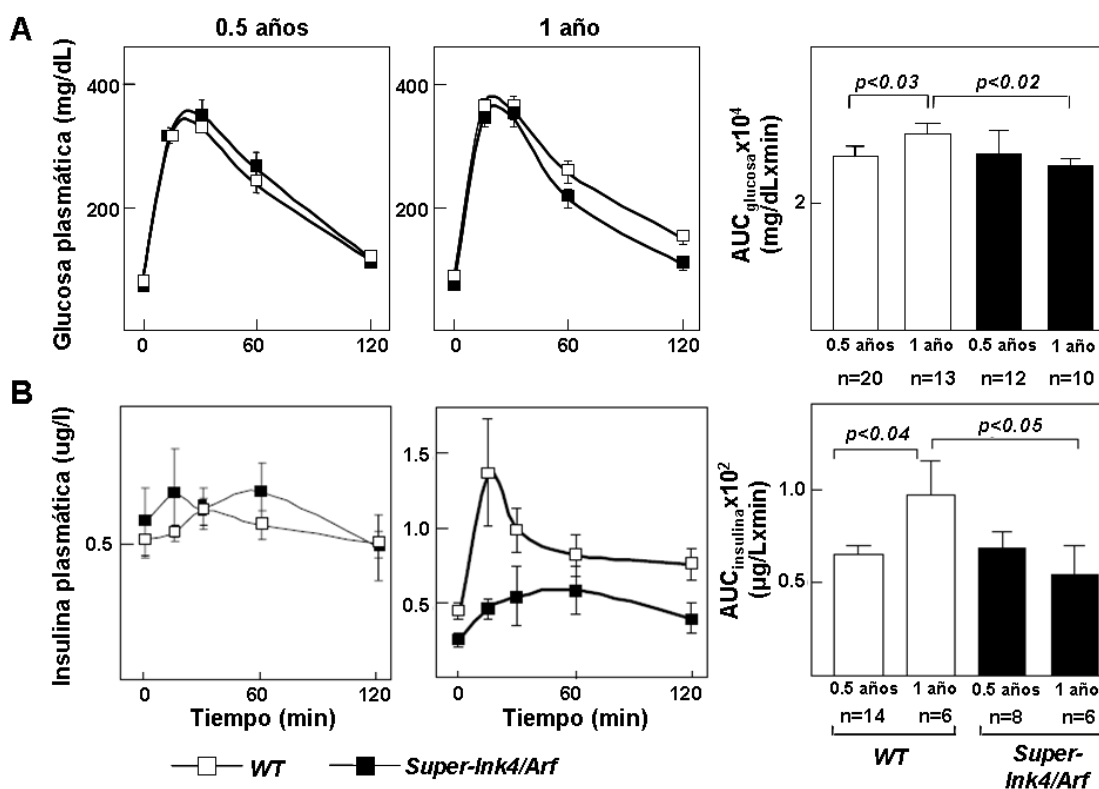 A
0.5 años
1 año
Glucosa plasmática (mg/dL)
400
200
0
60
120
400
200
0
60
120
AUCglucosax10⁴
(mg/dLxmin)
2
p<0.03
p<0.02
0.5 años
1 año
0.5 años
1 año
n=20
n=13
n=12
n=10
B
Insulina plasmática (ug/l)
0.5
0
60
120
Tiempo (min)
1.5
1.0
0.5
0
60
120
Tiempo (min)
AUCinsulinax10²
(µg/Lxmin)
1.0
0.5
p<0.04
p<0.05
0.5 años
1 año
0.5 años
1 año
n=14
n=6
n=8
n=6
WT
Super-
Ink4/Arf
WT
Super-Ink4/Arf